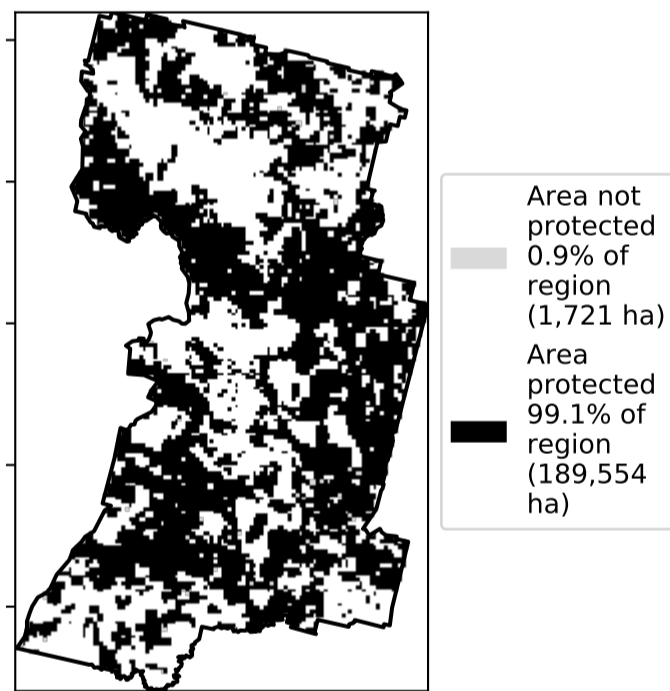 Area not
protected
0.9% of
region
(1,721 ha)
Area
protected
99.1% of
region
(189,554
ha)